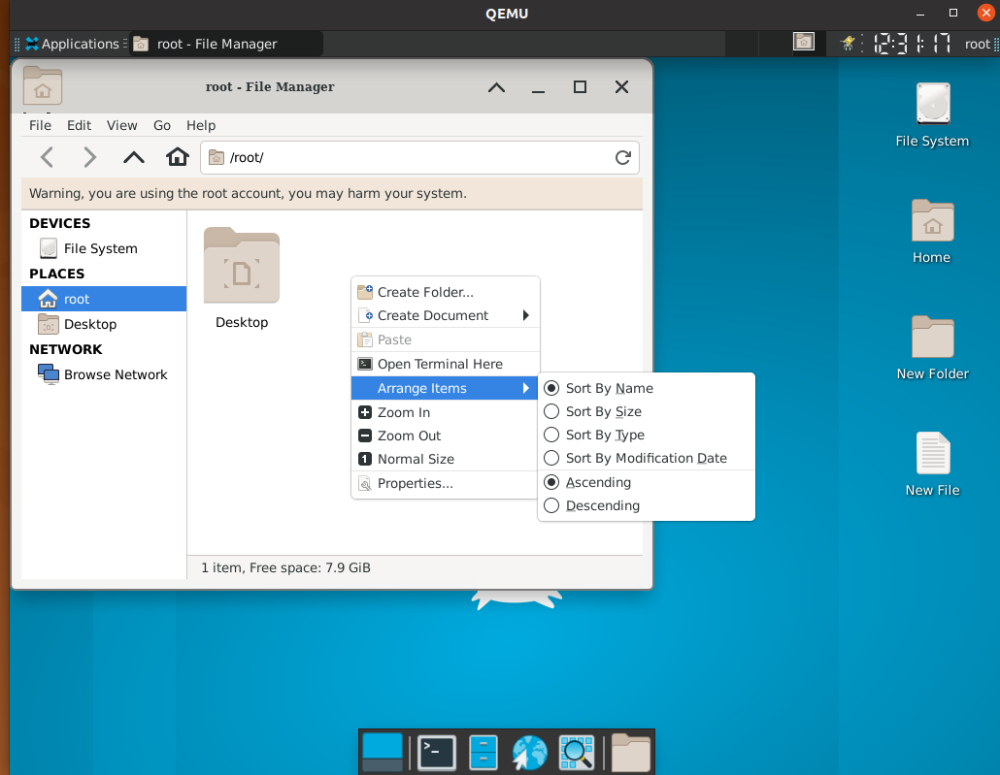 QEMU
Applications
root - File Manager
12:31:17
root
root - File Manager
File Edit View Go Help
/root/
Warning, you are using the root account, you may harm your system.
DEVICES
File System
PLACES
root
Desktop
NETWORK
Browse Network
Desktop
Create Folder...
Create Document
Paste
Open Terminal Here
Arrange Items
Zoom In
Zoom Out
1 Normal Size
Properties...
Sort By Name
Sort By Size
Sort By Type
Sort By Modification Date
Ascending
Descending
1 item, Free space: 7.9 GiB
File System
Home
New Folder
New File